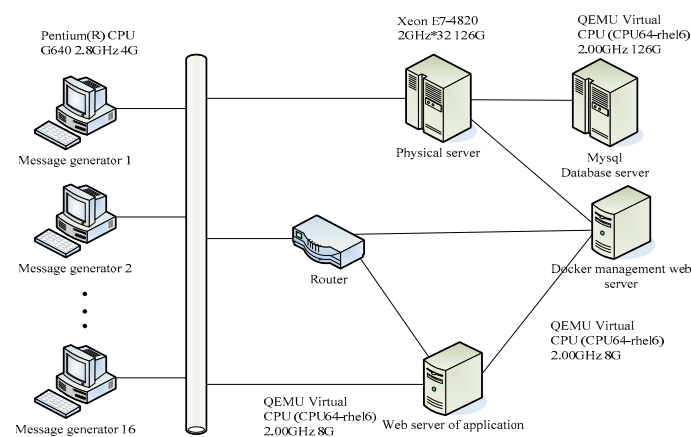 Pentium(R) CPU
G640 2.8GHz 4G
Message generator 1
Message generator 2
Message generator 16
Xeon E7-4820
2GHz*32 126G
Physical server
QEMU Virtual
CPU (CPU64-rhel6)
2.00GHz 126G
Mysql
Database server
Router
Docker management web
server
QEMU Virtual
CPU (CPU64-rhel6)
2.00GHz 8G
QEMU Virtual
CPU (CPU64-rhel6)
2.00GHz 8G
Web server of application